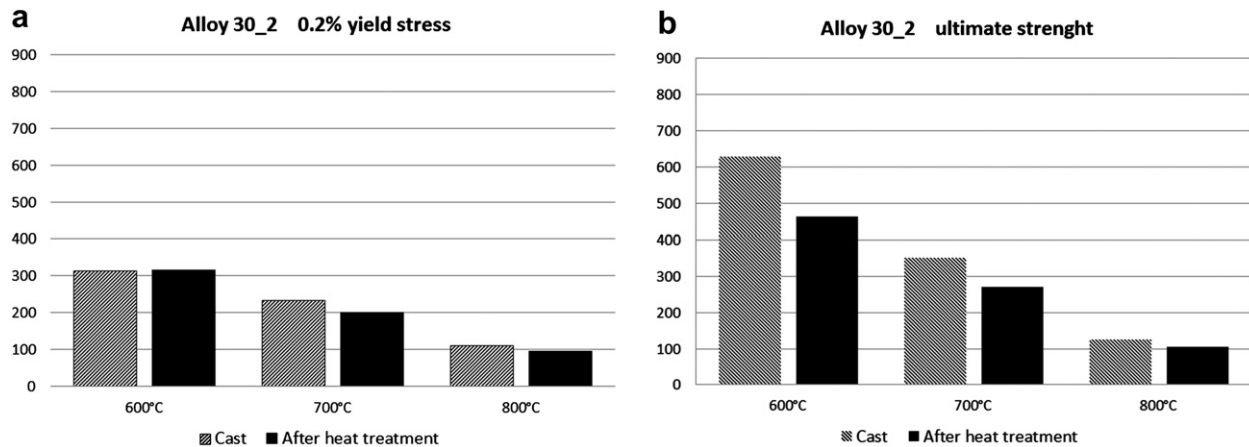 a
Alloy 30_2 0.2% yield stress
900
800
700
600
500
400
300
200
100
0
600°C 700°C 800°C
Cast After heat treatment
b
Alloy 30_2 ultimate strenght
900
800
700
600
500
400
300
200
100
0
600°C 700°C 800°C
Cast After heat treatment